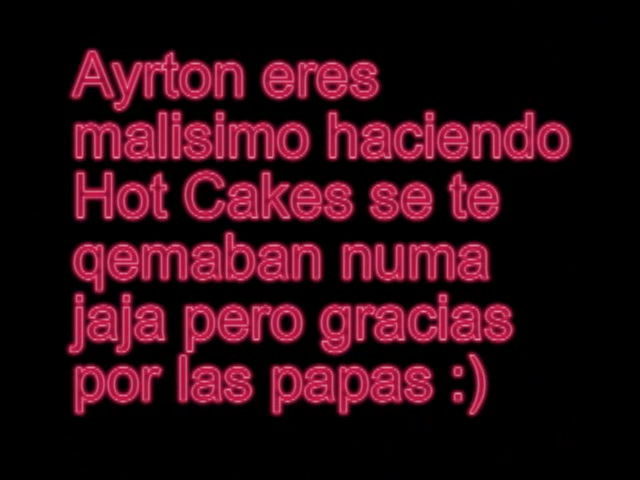 Ayrton eres
malisimo haciendo
Hot Cakes se te
qemaban numa
jaja pero gracias
por las papas :)